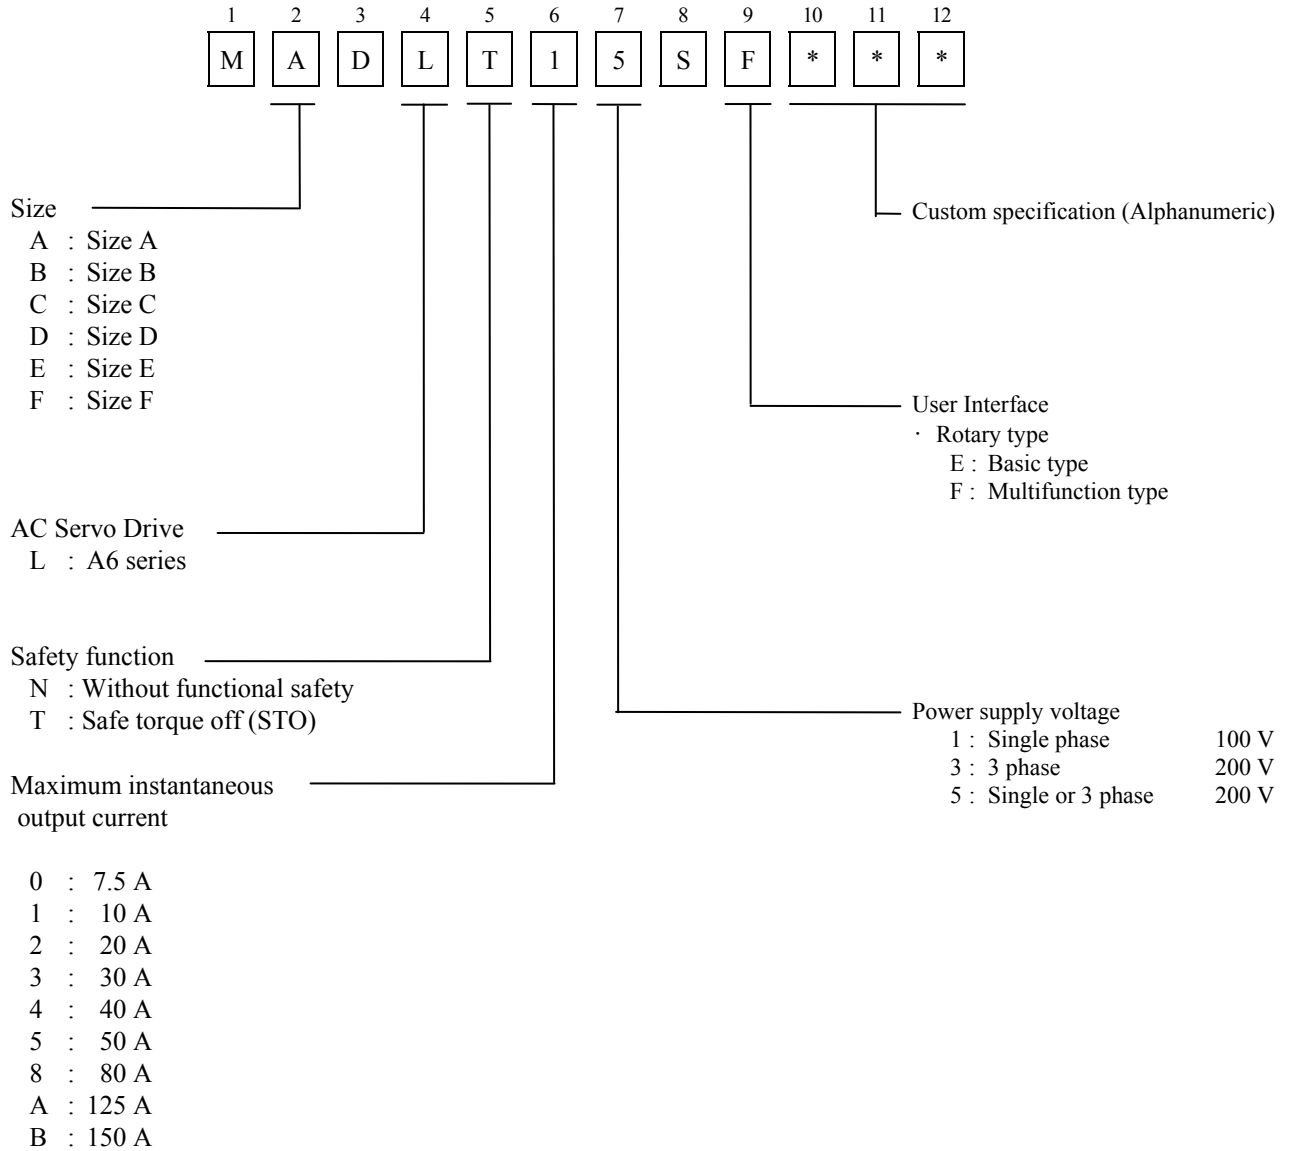 1 2 3 4 5 6 7 8 9 10 11 12
M A D L T 1 5 S F * * *
Size
A : Size A
B : Size B
C : Size C
D : Size D
E : Size E
F : Size F
AC Servo Drive
L : A6 series
Safety function
N : Without functional safety
T : Safe torque off (STO)
Maximum instantaneous
output current
0 : 7.5 A
1 : 10 A
2 : 20 A
3 : 30 A
4 : 40 A
5 : 50 A
8 : 80 A
A : 125 A
B : 150 A
Custom specification (Alphanumeric)
User Interface
· Rotary type
E : Basic type
F : Multifunction type
Power supply voltage
1 : Single phase 100 V
3 : 3 phase 200 V
5 : Single or 3 phase 200 V